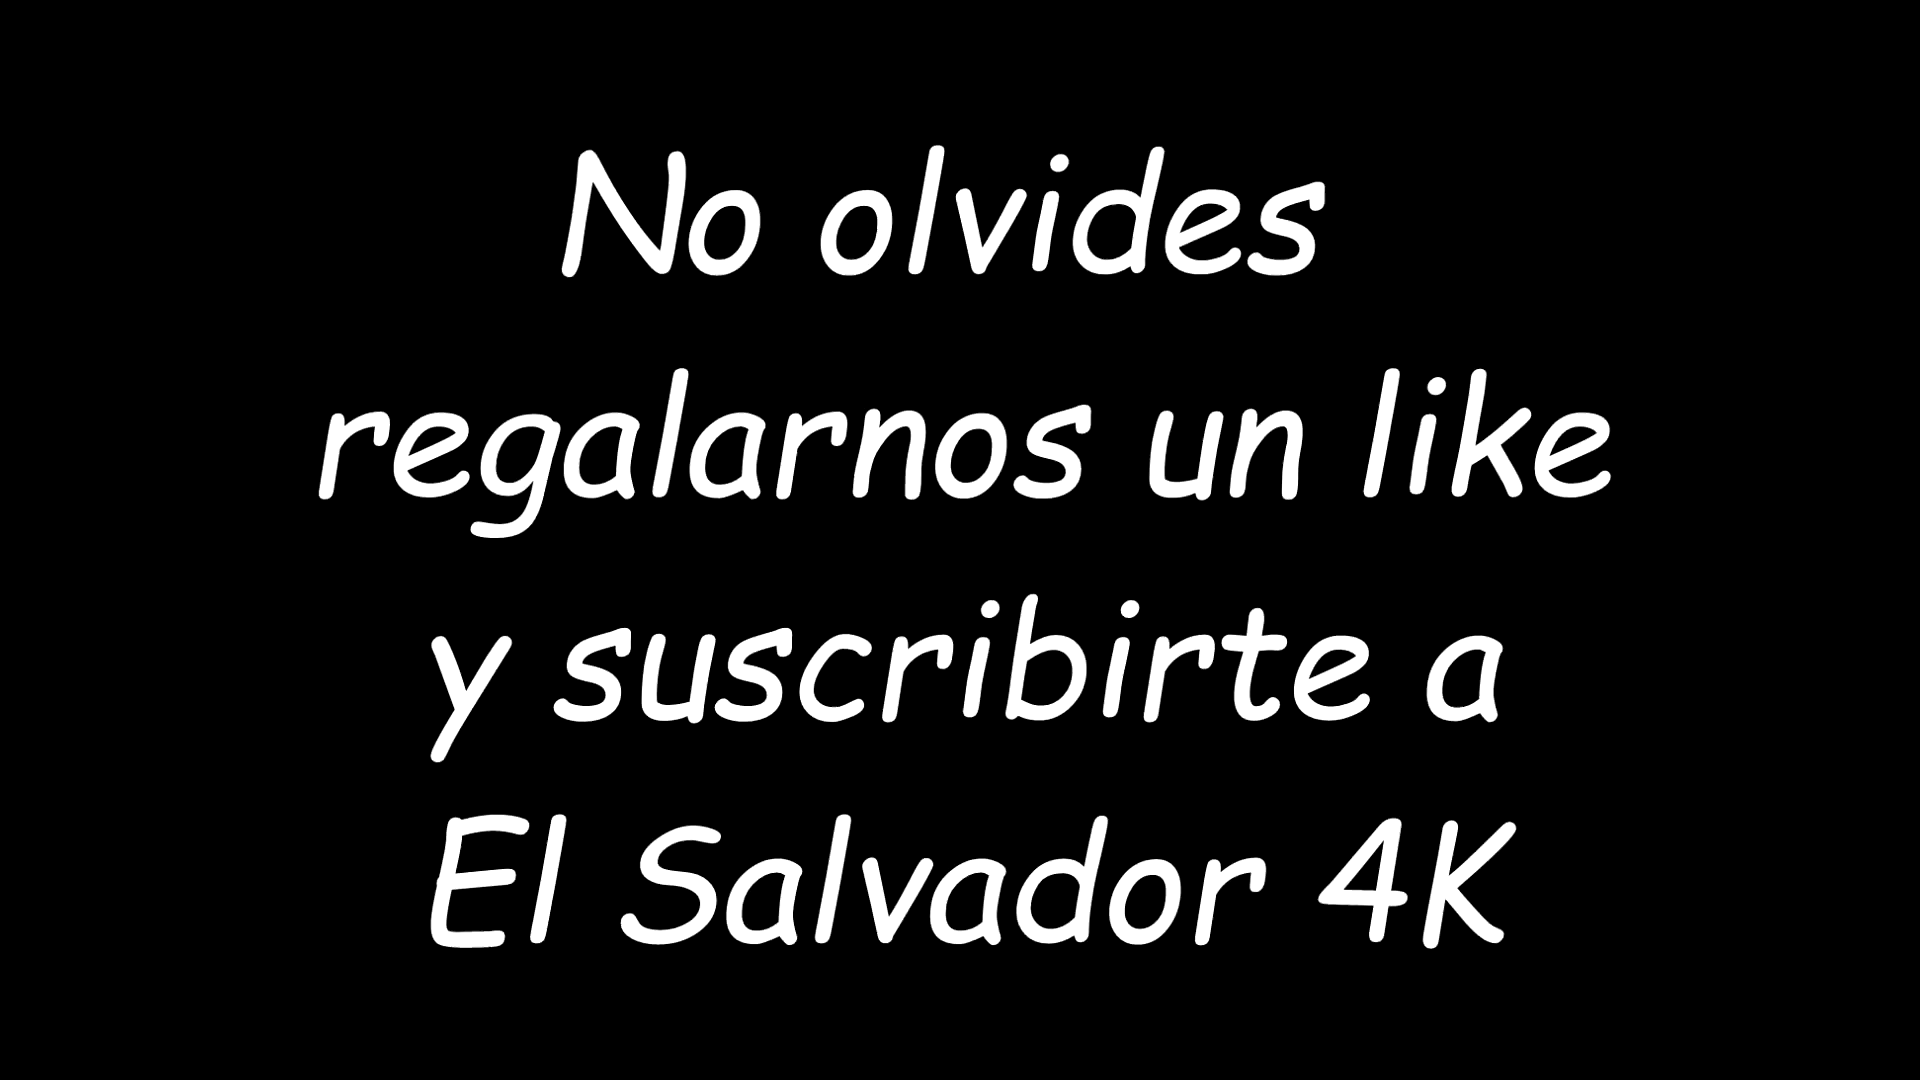 No olvides
regalarnos un like
y suscribirte a
El Salvador 4K